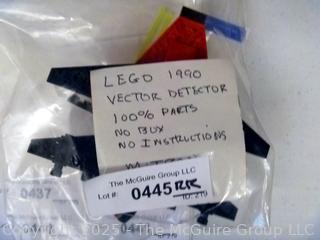 LEGO 1990
VECTOR DETECTOR
100% PARTS
NO BOX
NO INSTRUCTIONS
The McGuire Group LLC
Lot #: 0445RR
0437
Copyright © 2025 The McGuire Group LLC